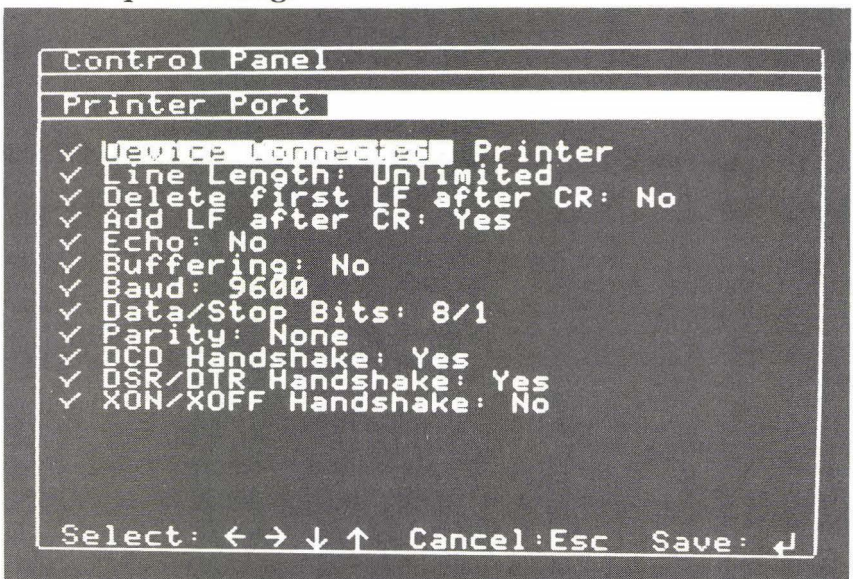 Control Panel
Printer Port
✓ Device Connected: Printer
✓ Line Length: Unlimited
✓ Delete first LF after CR: No
✓ Add LF after CR: Yes
✓ Echo: No
✓ Buffering: No
✓ Baud: 9600
✓ Data/Stop Bits: 8/1
✓ Parity: None
✓ DCD Handshake: Yes
✓ DSR/DTR Handshake: Yes
✓ XON/XOFF Handshake: No
Select: ← → ↓ ↑ Cancel:Esc Save: ↵